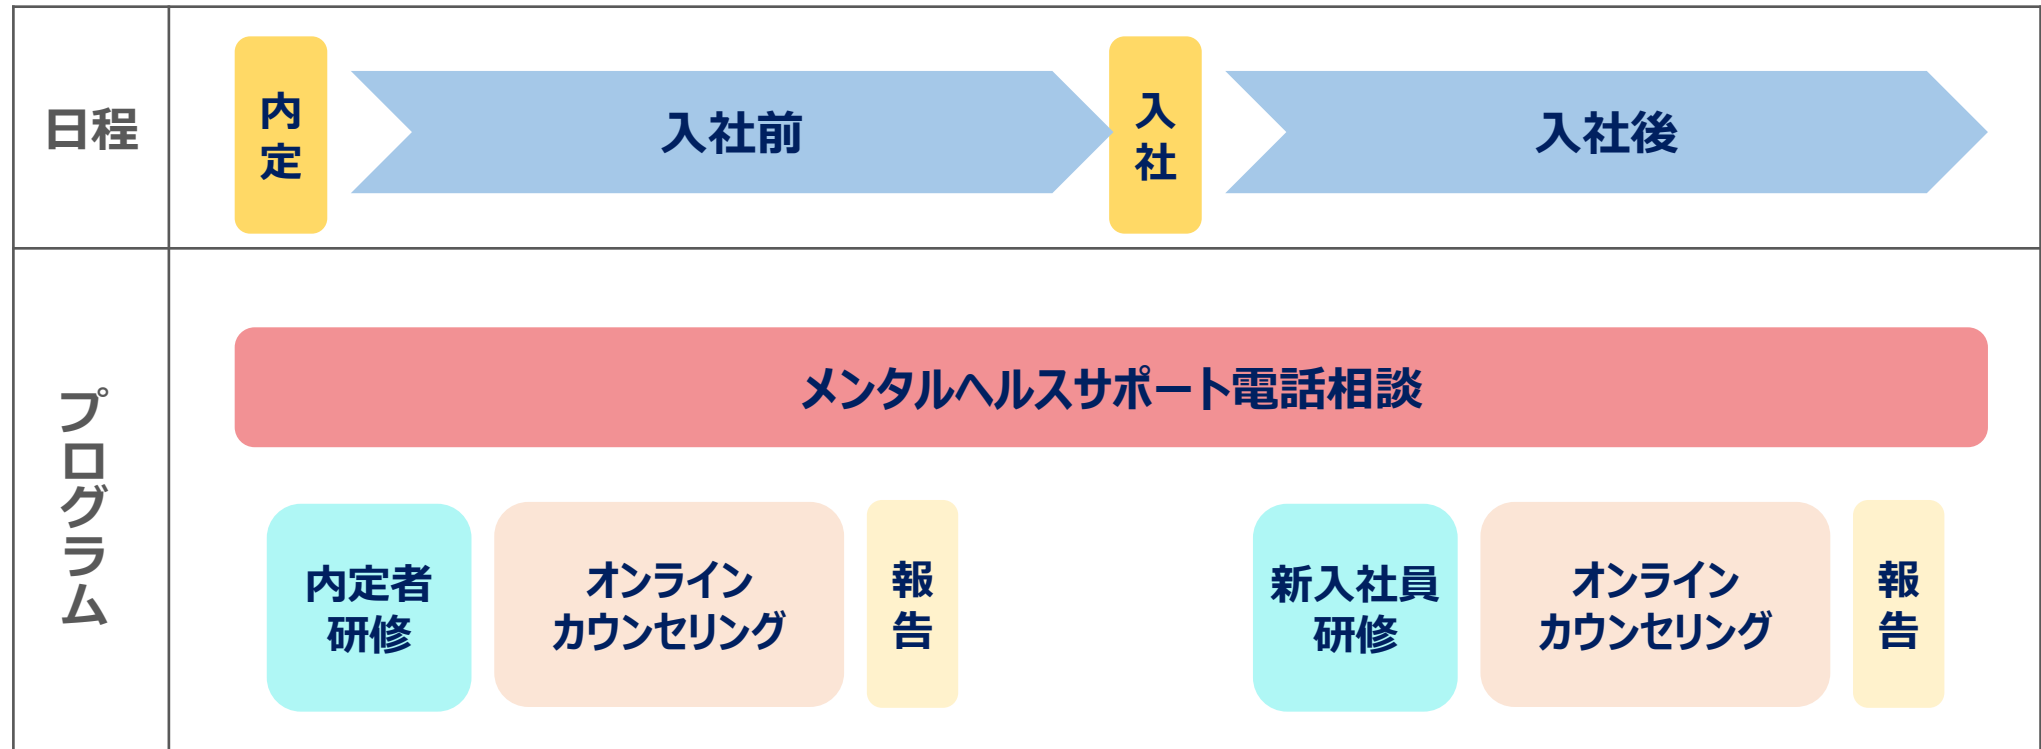 日程
内定
入社前
入社
入社後
プログラム
メンタルヘルスサポート電話相談
内定者
研修
オンライン
カウンセリング
報告
新入社員
研修
オンライン
カウンセリング
報告